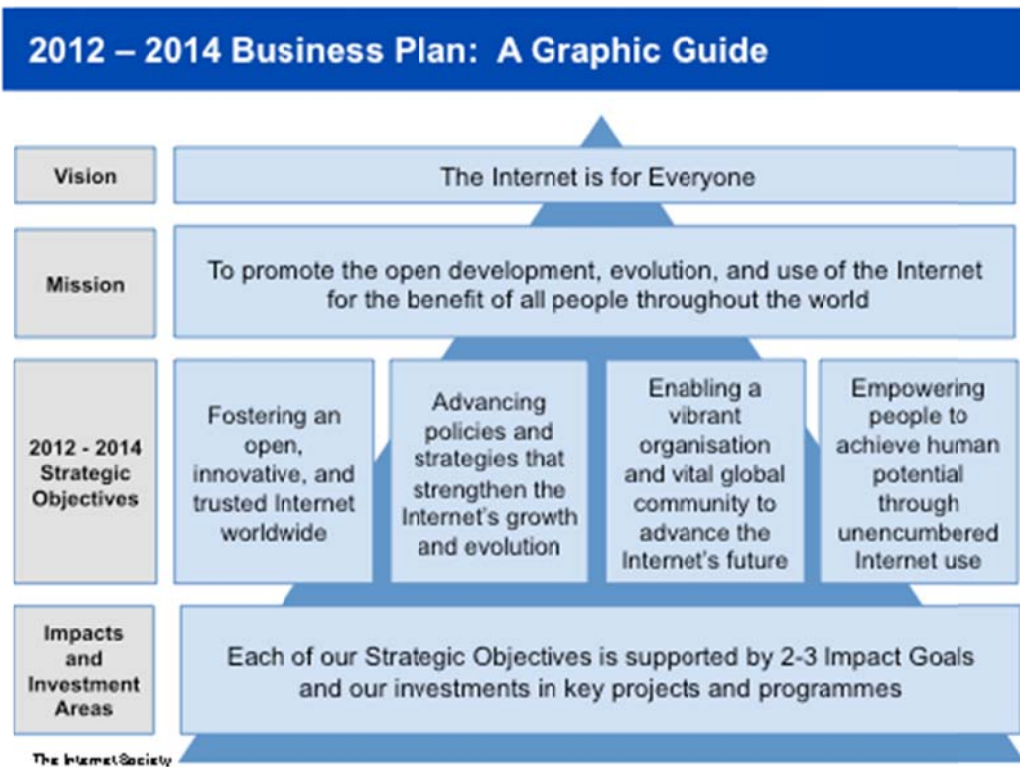 2012 – 2014 Business Plan: A Graphic Guide
Vision
The Internet is for Everyone
Mission
To promote the open development, evolution, and use of the Internet
for the benefit of all people throughout the world
2012 - 2014
Strategic
Objectives
Fostering an
open,
innovative, and
trusted Internet
worldwide
Advancing
policies and
strategies that
strengthen the
Internet's growth
and evolution
Enabling a
vibrant
organisation
and vital global
community to
advance the
Internet's future
Empowering
people to
achieve human
potential
through
unencumbered
Internet use
Impacts
and
Investment
Areas
Each of our Strategic Objectives is supported by 2-3 Impact Goals
and our investments in key projects and programmes
The Internet Society